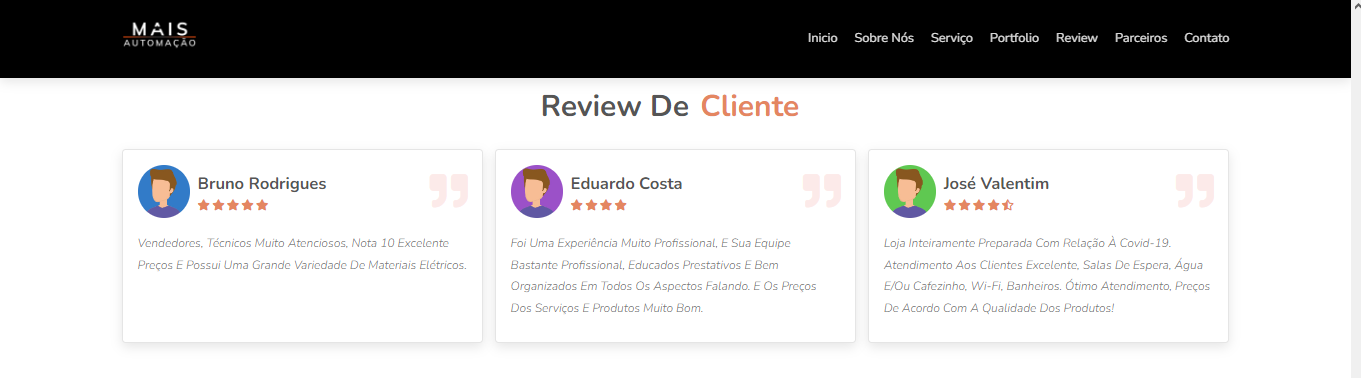 MAIS
AUTOMAÇÃO
Inicio Sobre Nós Serviço Portfolio Review Parceiros Contato
Review De Cliente
Bruno Rodrigues
Vendedores, Técnicos Muito Atenciosos, Nota 10 Excelente
Preços E Possui Uma Grande Variedade De Materiais Elétricos.
Eduardo Costa
Foi Uma Experiência Muito Profissional, E Sua Equipe
Bastante Profissional, Educados Prestativos E Bem
Organizados Em Todos Os Aspectos Falando. E Os Preços
Dos Serviços E Produtos Muito Bom.
José Valentim
Loja Inteiramente Preparada Com Relação À Covid-19.
Atendimento Aos Clientes Excelente, Salas De Espera, Água
E/Ou Cafezinho, Wi-Fi, Banheiros. Ótimo Atendimento, Preços
De Acordo Com A Qualidade Dos Produtos!